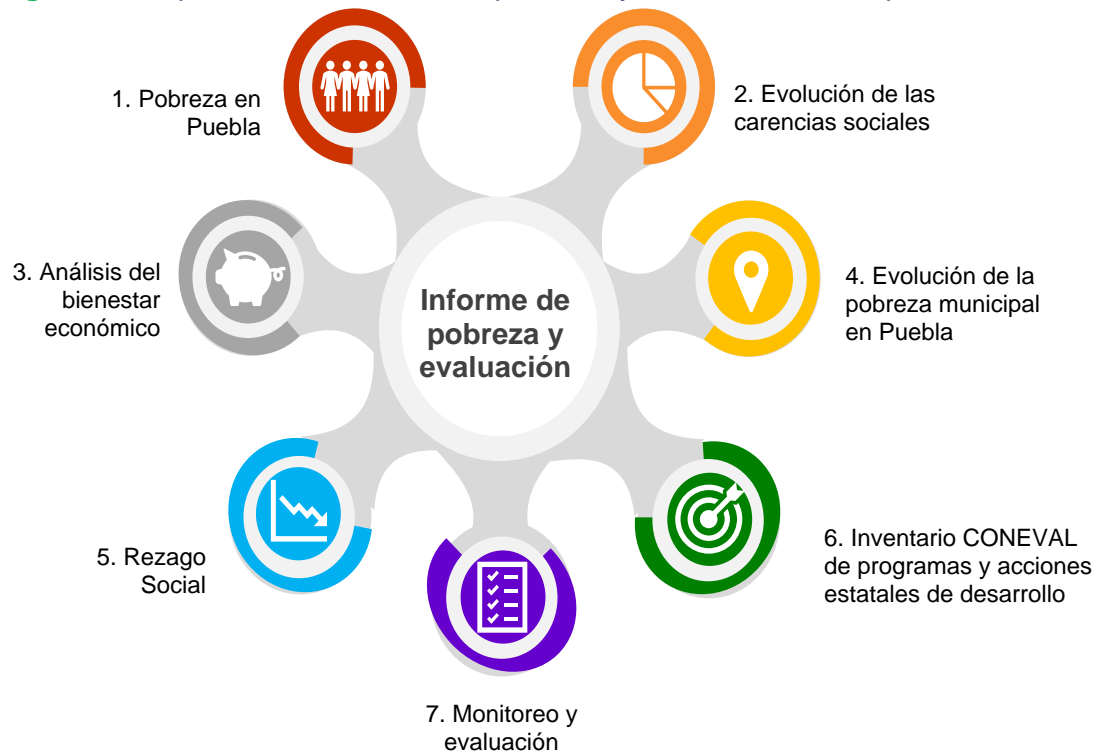 1. Pobreza en
Puebla
2. Evolución de las
carencias sociales
3. Análisis del
bienestar
económico
Informe de
pobreza y
evaluación
4. Evolución de la
pobreza municipal
en Puebla
5. Rezago
Social
6. Inventario CONEVAL
de programas y acciones
estatales de desarrollo
7. Monitoreo y
evaluación